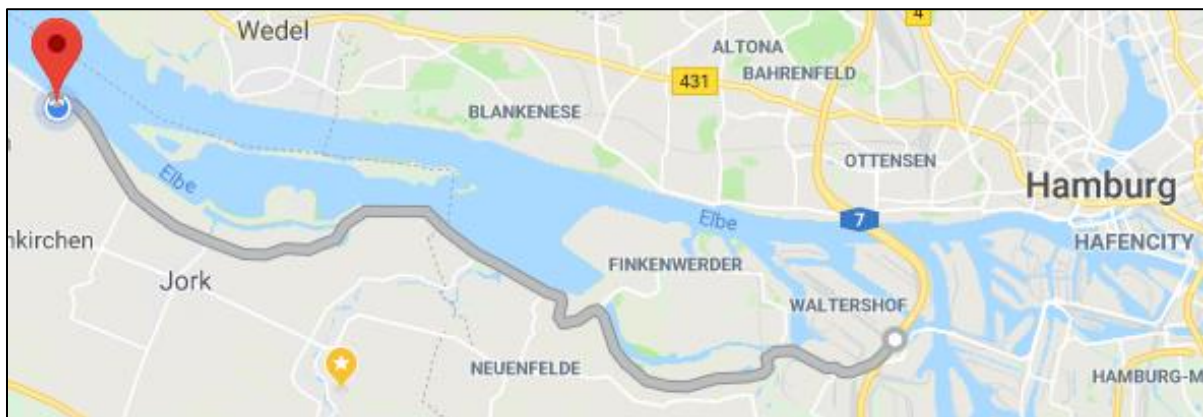 Wedel
4
ALTONA
BAHRENFELD
431
BLANKENESE
OTTENSEN
Elbe
Hamburg
Elbe
7
nkirchen
HAFENCITY
FINKENWERDER
Jork
WALTERSHOF
NEUENFELDE
HAMBURG-M